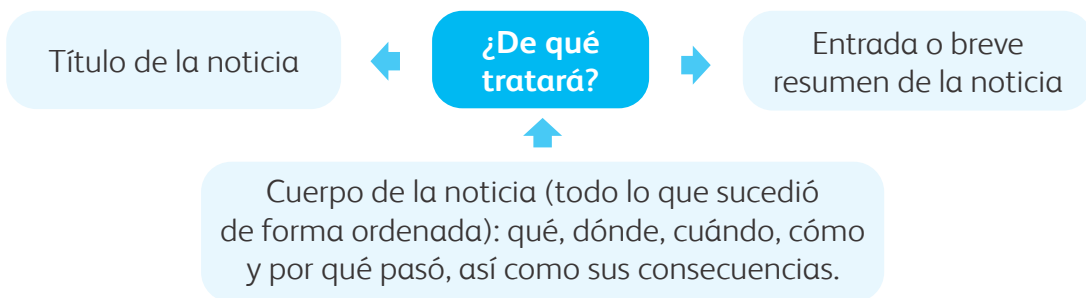 Título de la noticia
¿De qué
tratará?
Entrada o breve
resumen de la noticia
Cuerpo de la noticia (todo lo que sucedió
de forma ordenada): qué, dónde, cuándo, cómo
y por qué pasó, así como sus consecuencias.